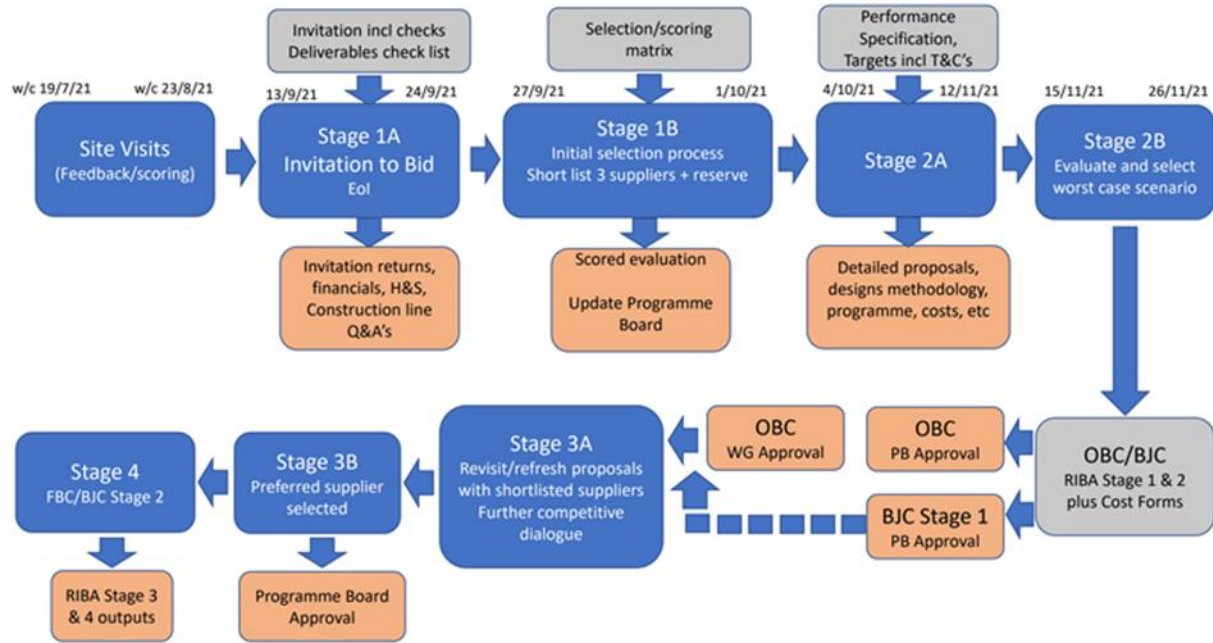 Invitation incl checks
Deliverables check list
Selection/scoring
matrix
Performance
Specification,
Targets incl T&C's
w/c 19/7/21
w/c 23/8/21
13/9/21
24/9/21
27/9/21
1/10/21
4/10/21
12/11/21
15/11/21
26/11/21
Site Visits
(Feedback/scoring)
Stage 1A
Invitation to Bid
EoI
Stage 1B
Initial selection process
Short list 3 suppliers + reserve
Stage 2A
Stage 2B
Evaluate and select
worst case scenario
Invitation returns,
financials, H&S,
Construction line
Q&A's
Scored evaluation
Update Programme
Board
Detailed proposals,
designs methodology,
programme, costs, etc
Stage 4
FBC/BJC Stage 2
Stage 3B
Preferred supplier
selected
Stage 3A
Revisit/refresh proposals
with shortlisted suppliers
Further competitive
dialogue
OBC
WG Approval
OBC
PB Approval
BJC Stage 1
PB Approval
OBC/BJC
RIBA Stage 1 & 2
plus Cost Forms
RIBA Stage 3
& 4 outputs
Programme Board
Approval